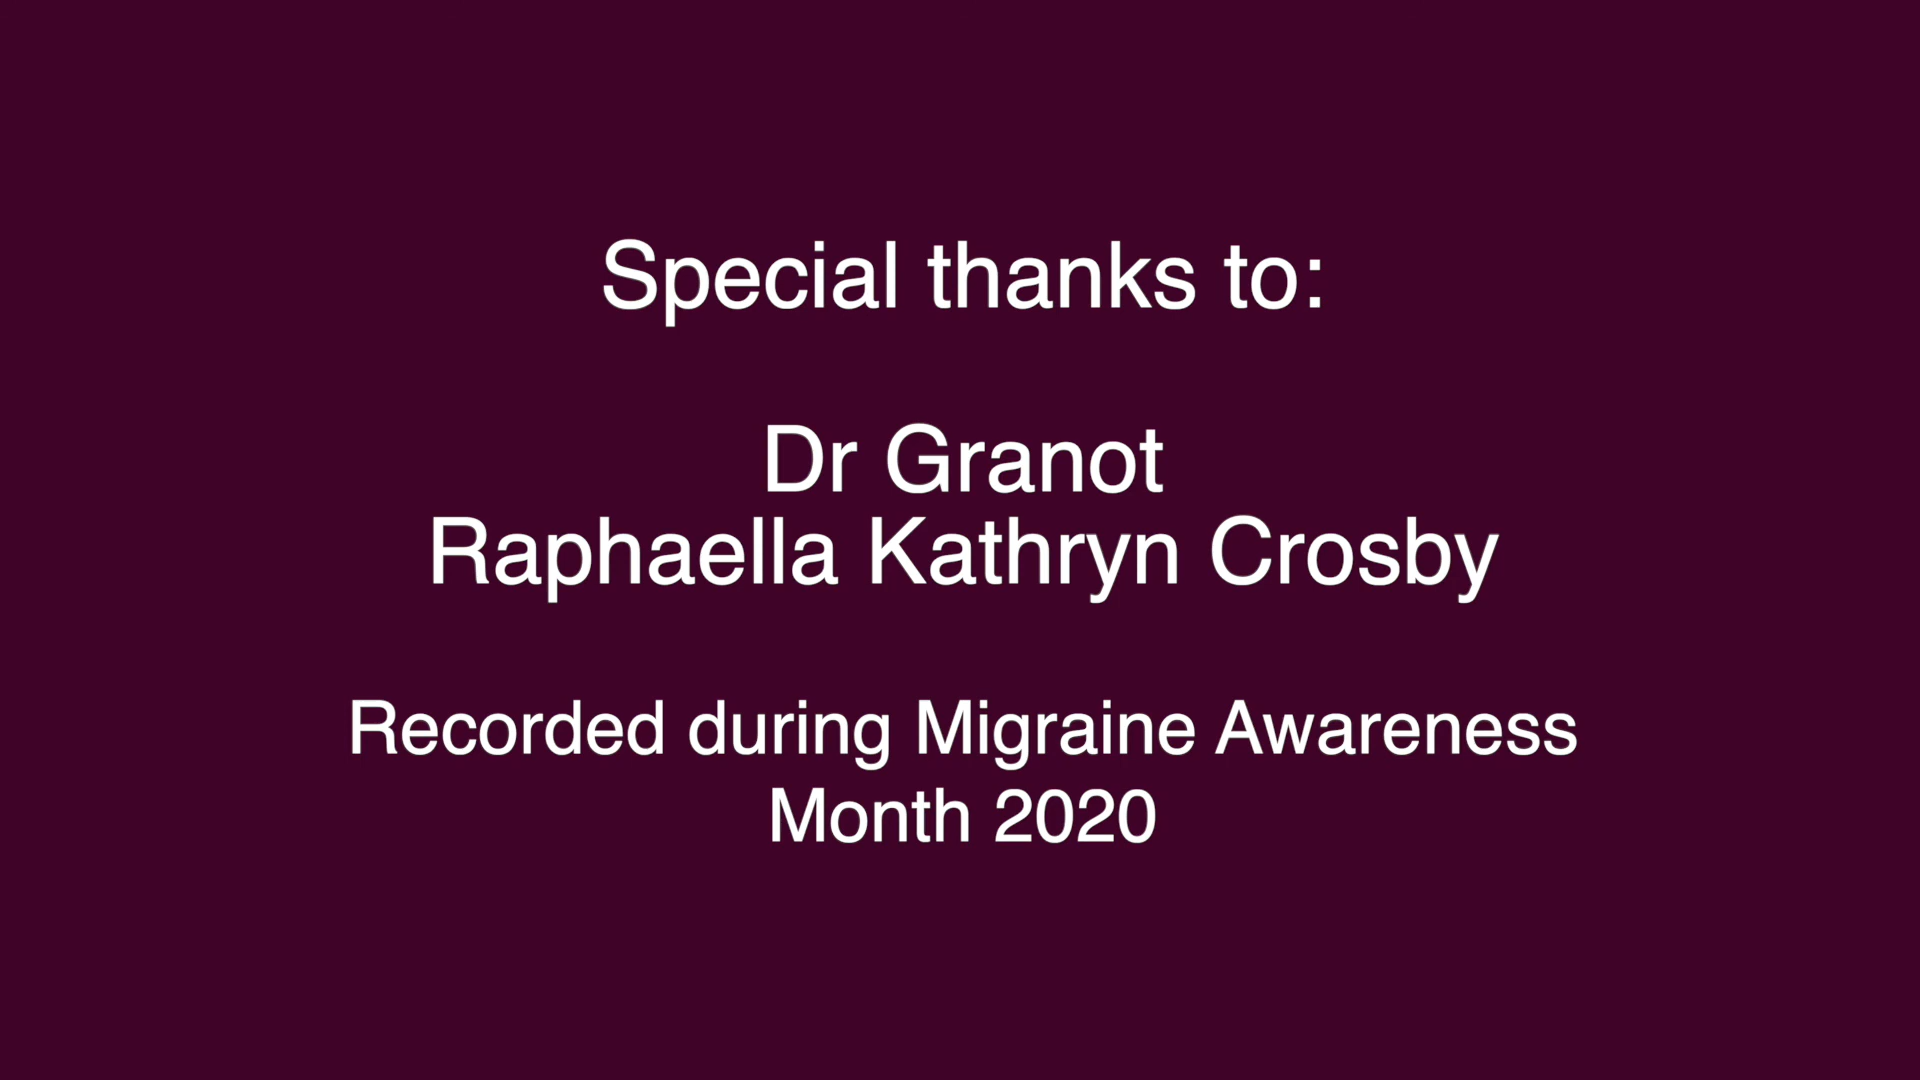 Special thanks to:
Dr Granot
Raphaella Kathryn Crosby
Recorded during Migraine Awareness
Month 2020